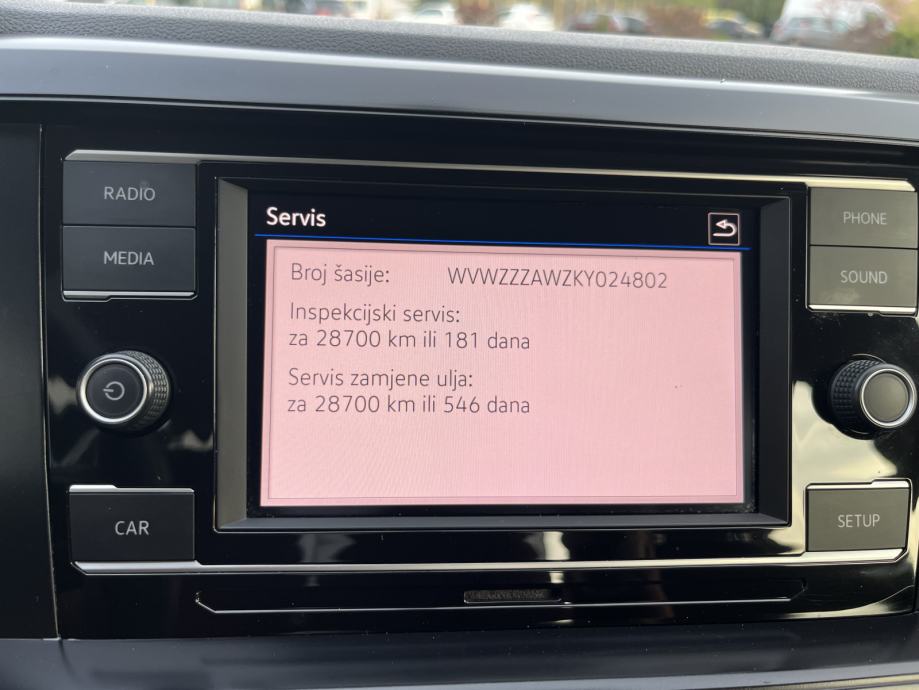 RADIO
MEDIA
CAR
Servis
Broj šasije: WVWZZZAWZKY024802
Inspekcijski servis:
za 28700 km ili 181 dana
Servis zamjene ulja:
za 28700 km ili 546 dana
PHONE
SOUND
SETUP